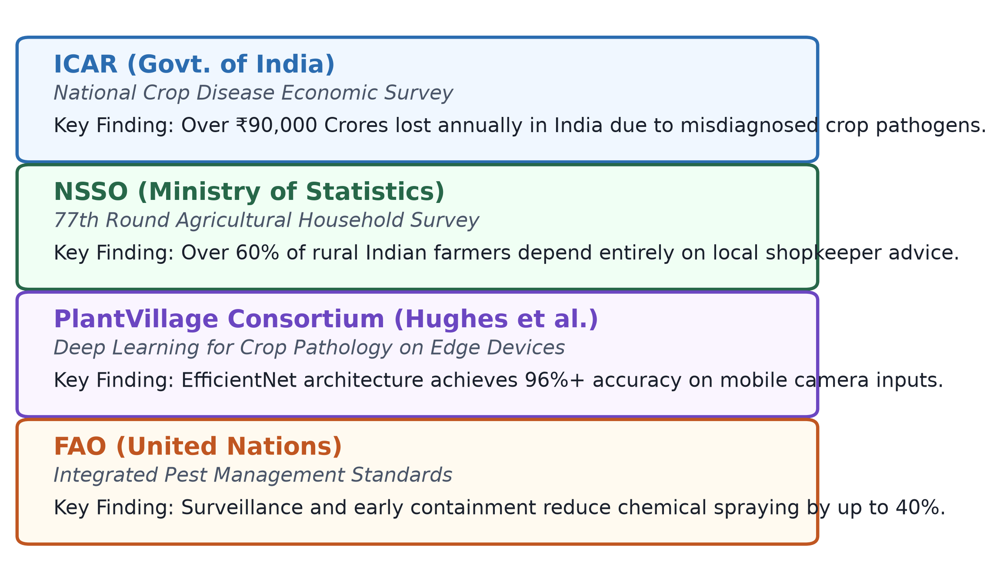 ICAR (Govt. of India)
National Crop Disease Economic Survey
Key Finding: Over ₹90,000 Crores lost annually in India due to misdiagnosed crop pathogens.
NSSO (Ministry of Statistics)
77th Round Agricultural Household Survey
Key Finding: Over 60% of rural Indian farmers depend entirely on local shopkeeper advice.
PlantVillage Consortium (Hughes et al.)
Deep Learning for Crop Pathology on Edge Devices
Key Finding: EfficientNet architecture achieves 96%+ accuracy on mobile camera inputs.
FAO (United Nations)
Integrated Pest Management Standards
Key Finding: Surveillance and early containment reduce chemical spraying by up to 40%.